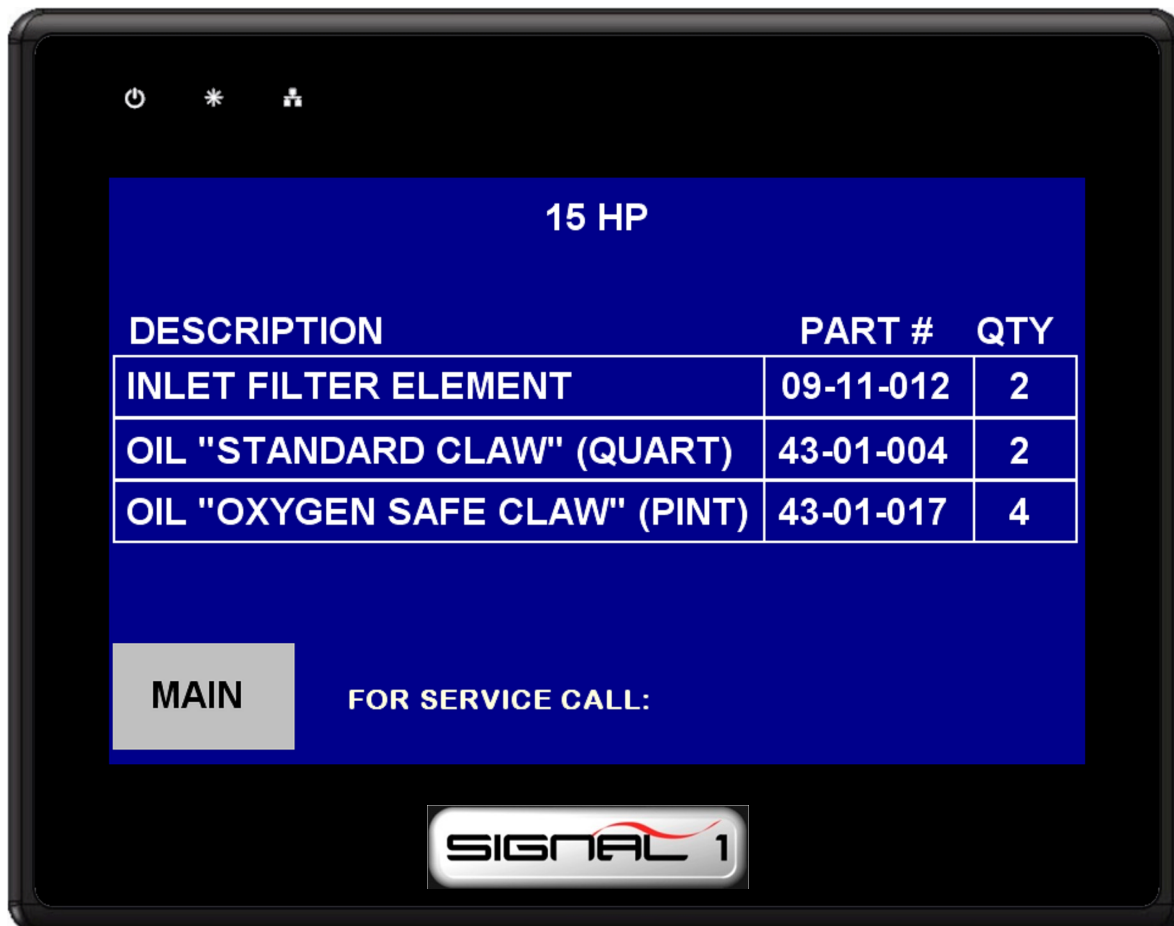 15 HP
DESCRIPTION PART # QTY
INLET FILTER ELEMENT 09-11-012 2
OIL "STANDARD CLAW" (QUART) 43-01-004 2
OIL "OXYGEN SAFE CLAW" (PINT) 43-01-017 4
MAIN FOR SERVICE CALL:
SIGNAL 1